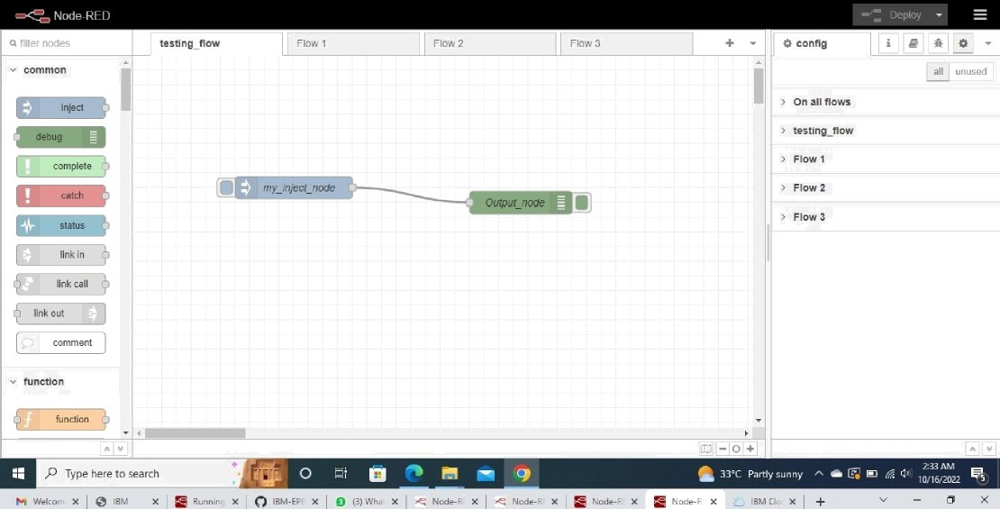 Node-RED
Deploy
filter nodes
testing_flow
Flow 1
Flow 2
Flow 3
config
all
unused
common
inject
debug
complete
catch
status
link in
link call
link out
comment
function
function
my_inject_node
Output_node
On all flows
testing_flow
Flow 1
Flow 2
Flow 3
Type here to search
33°C Partly sunny
2:33 AM
10/16/2022
5
Welcom
IBM
Running
IBM-EPB
(3) What
Node-R
Node-R
Node-R
Node-R
IBM Clo